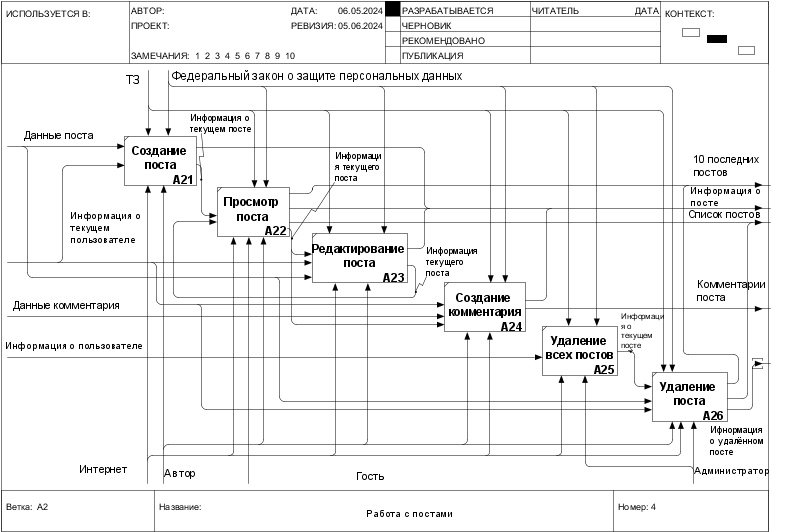 ИСПОЛЬЗУЕТСЯ В:
АВТОР:
ДАТА: 06.05.2024
РАЗРАБАТЫВАЕТСЯ
ЧИТАТЕЛЬ
ДАТА
КОНТЕКСТ:
ПРОЕКТ:
РЕВИЗИЯ: 05.06.2024
ЧЕРНОВИК
РЕКОМЕНДОВАНО
ЗАМЕЧАНИЯ: 1 2 3 4 5 6 7 8 9 10
ПУБЛИКАЦИЯ
ТЗ
Федеральный закон о защите персональных данных
Информация о
текущем посте
Данные поста
Создание
поста
A21
Информаци
я текущего
поста
10 последних
постов
Информация о
посте
Список постов
Просмотр
поста
A22
Информация о
текущем
пользователе
Редактирование
поста
A23
Информация
текущего
поста
Комментарии
поста
Данные комментария
Создание
комментария
A24
Информаци
я о
текущем
посте
Информация о пользователе
Удаление
всех постов
A25
Удаление
поста
A26
Ифнормация
о удалённом
посте
Интернет
Автор
Гость
Администратор
Ветка: A2
Название:
Работа с постами
Номер: 4